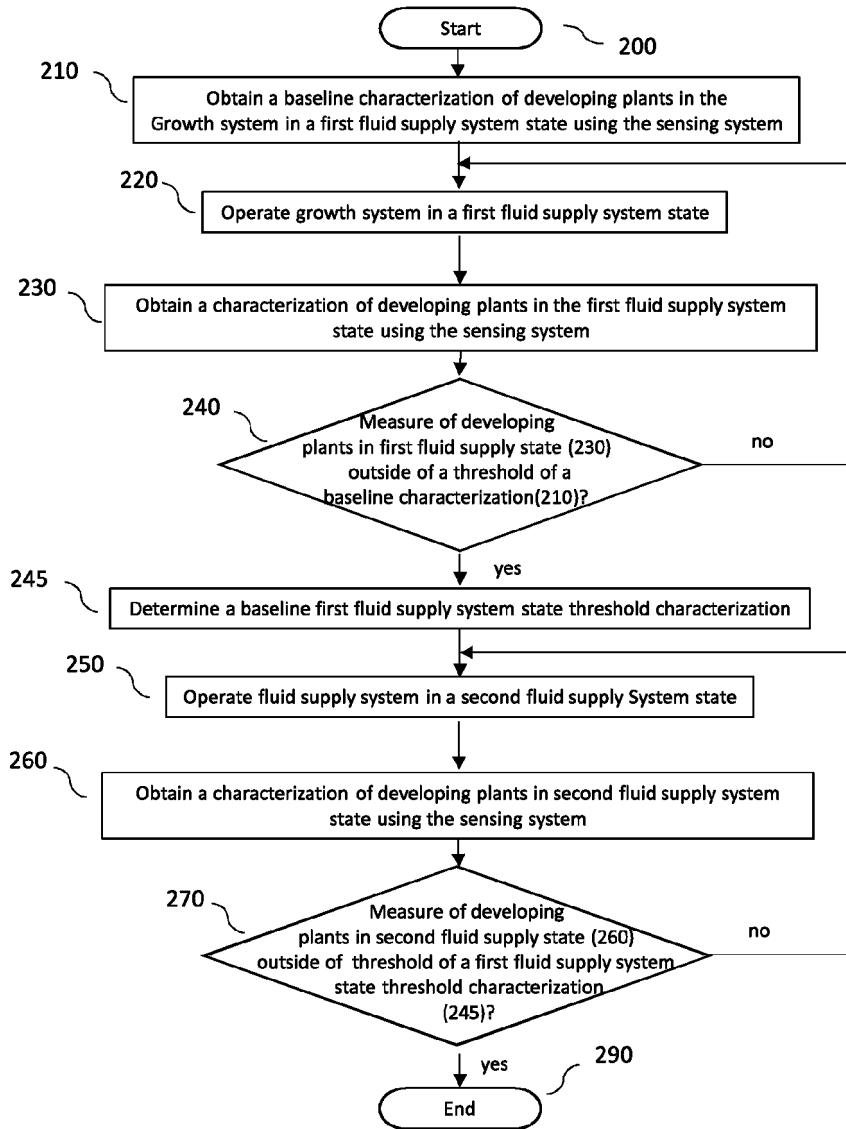 Start
200
210
Obtain a baseline characterization of developing plants in the
Growth system in a first fluid supply system state using the sensing system
220
Operate growth system in a first fluid supply system state
230
Obtain a characterization of developing plants in the first fluid supply system
state using the sensing system
240
Measure of developing
plants in first fluid supply state (230)
outside of a threshold of a
baseline characterization(210)?
no
yes
245
Determine a baseline first fluid supply system state threshold characterization
250
Operate fluid supply system in a second fluid supply System state
260
Obtain a characterization of developing plants in second fluid supply system
state using the sensing system
270
Measure of developing
plants in second fluid supply state (260)
outside of threshold of a first fluid supply system
state threshold characterization
(245)?
no
yes
290
End